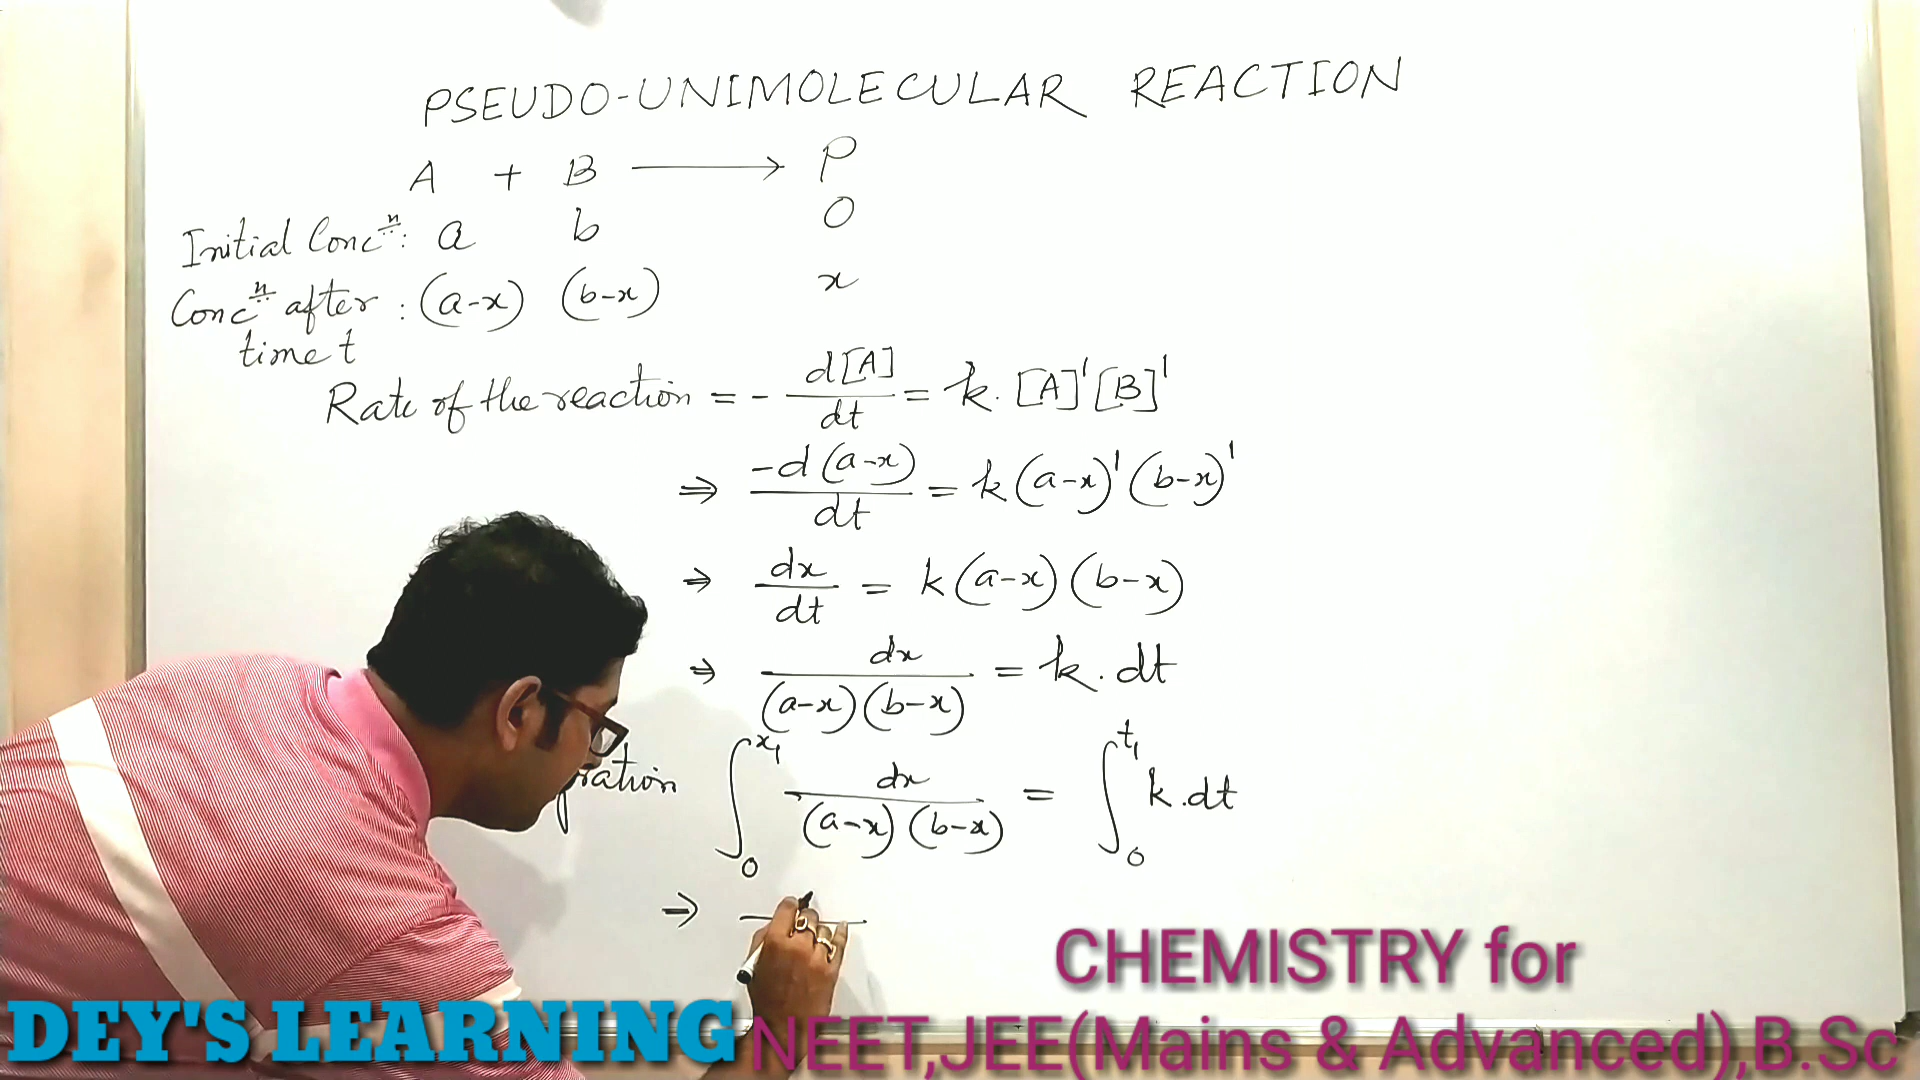 PSEUDO-UNIMOLECULAR REACTION
A + B ⟶ P
Initial Concⁿ: a b 0
Concⁿ after : (a-x) (b-x) x
time t
Rate of the reaction = - d[A]/dt = k. [A]¹[B]¹
⇒ -d(a-x)/dt = k(a-x)¹(b-x)¹
⇒ dx/dt = k(a-x)(b-x)
⇒ dx/(a-x)(b-x) = k.dt
∫₀^x₁ dx/(a-x)(b-x) = ∫₀^t₁ k.dt
⇒
CHEMISTRY for
DEY'S LEARNING NEET,JEE(Mains & Advanced),B.Sc